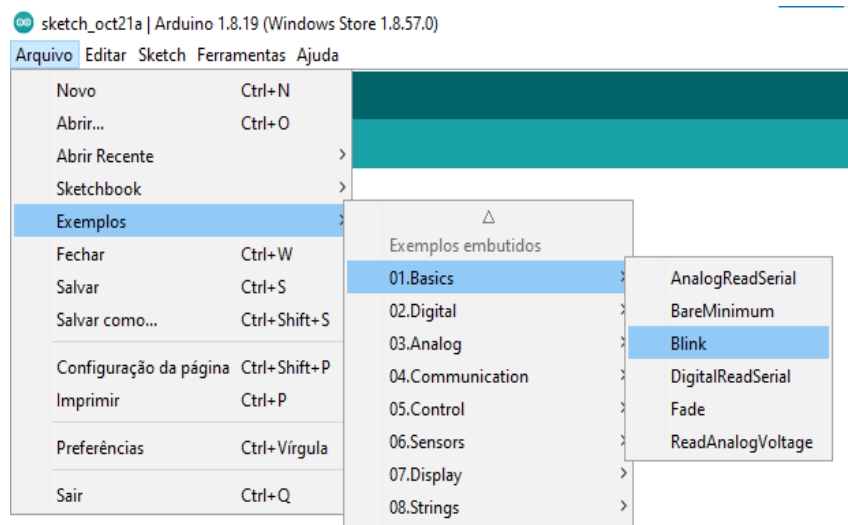 sketch_oct21a | Arduino 1.8.19 (Windows Store 1.8.57.0)
Arquivo Editar Sketch Ferramentas Ajuda
Novo Ctrl+N
Abrir... Ctrl+O
Abrir Recente
Sketchbook
Exemplos
Fechar Ctrl+W
Salvar Ctrl+S
Salvar como... Ctrl+Shift+S
Configuração da página Ctrl+Shift+P
Imprimir Ctrl+P
Preferências Ctrl+Vírgula
Sair Ctrl+Q
Exemplos embutidos
01.Basics
02.Digital
03.Analog
04.Communication
05.Control
06.Sensors
07.Display
08.Strings
AnalogReadSerial
BareMinimum
Blink
DigitalReadSerial
Fade
ReadAnalogVoltage